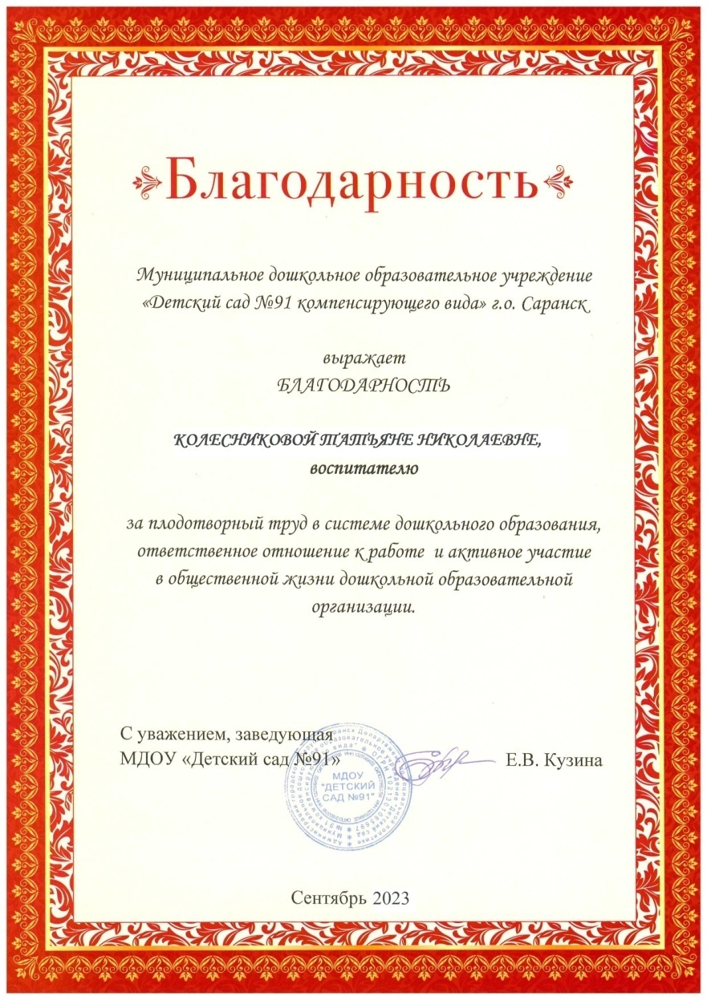 Благодарность
Муниципальное дошкольное образовательное учреждение
«Детский сад №91 компенсирующего вида» г.о. Саранск
выражает
БЛАГОДАРНОСТЬ
КОЛЕСНИКОВОЙ ТАТЬЯНЕ НИКОЛАЕВНЕ,
воспитателю
за плодотворный труд в системе дошкольного образования,
ответственное отношение к работе и активное участие
в общественной жизни дошкольной образовательной
организации.
С уважением, заведующая
МДОУ «Детский сад №91»
Е.В. Кузина
МДОУ
"ДЕТСКИЙ
САД №91"
Сентябрь 2023